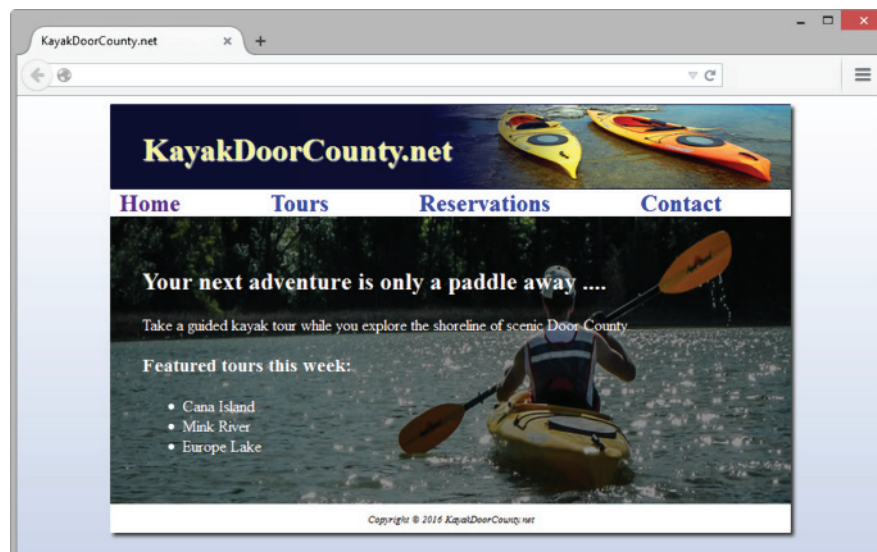 KayakDoorCounty.net
KayakDoorCounty.net
Home Tours Reservations Contact
Your next adventure is only a paddle away ....
Take a guided kayak tour while you explore the shoreline of scenic Door County
Featured tours this week:
• Cana Island
• Mink River
• Europe Lake
Copyright © 2016 KayakDoorCounty.net